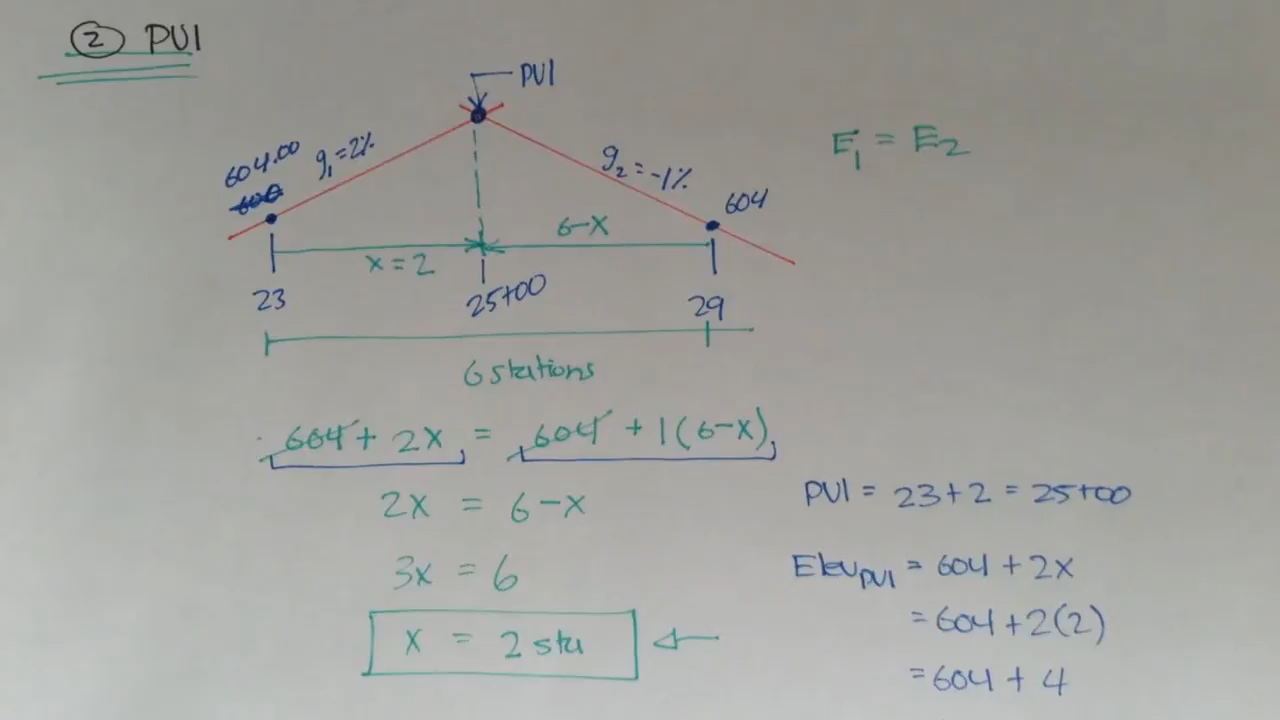 ② PVI
PVI
604.00
600
g₁ = 2%
g₂ = -1%
604
E₁ = E₂
x = 2
6-x
23
25+00
29
6 stations
604 + 2x = 604 + 1(6-x)
2x = 6-x
3x = 6
x = 2 sta
PVI = 23+2 = 25+00
Elev PVI = 604 + 2x
= 604 + 2(2)
= 604 + 4